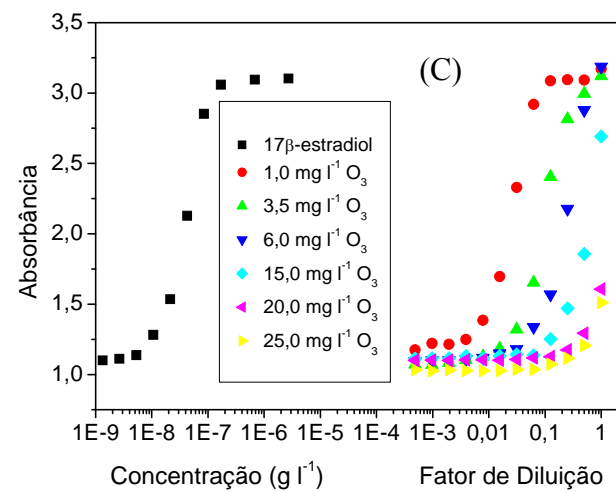 3,5
(C)
3,0
17β-estradiol
1,0 mg l⁻¹ O₃
2,5
3,5 mg l⁻¹ O₃
6,0 mg l⁻¹ O₃
Absorbância
2,0
15,0 mg l⁻¹ O₃
20,0 mg l⁻¹ O₃
1,5
25,0 mg l⁻¹ O₃
1,0
1E-9 1E-8 1E-7 1E-6 1E-5 1E-4 1E-3 0,01 0,1 1
Concentração (g l⁻¹) Fator de Diluição